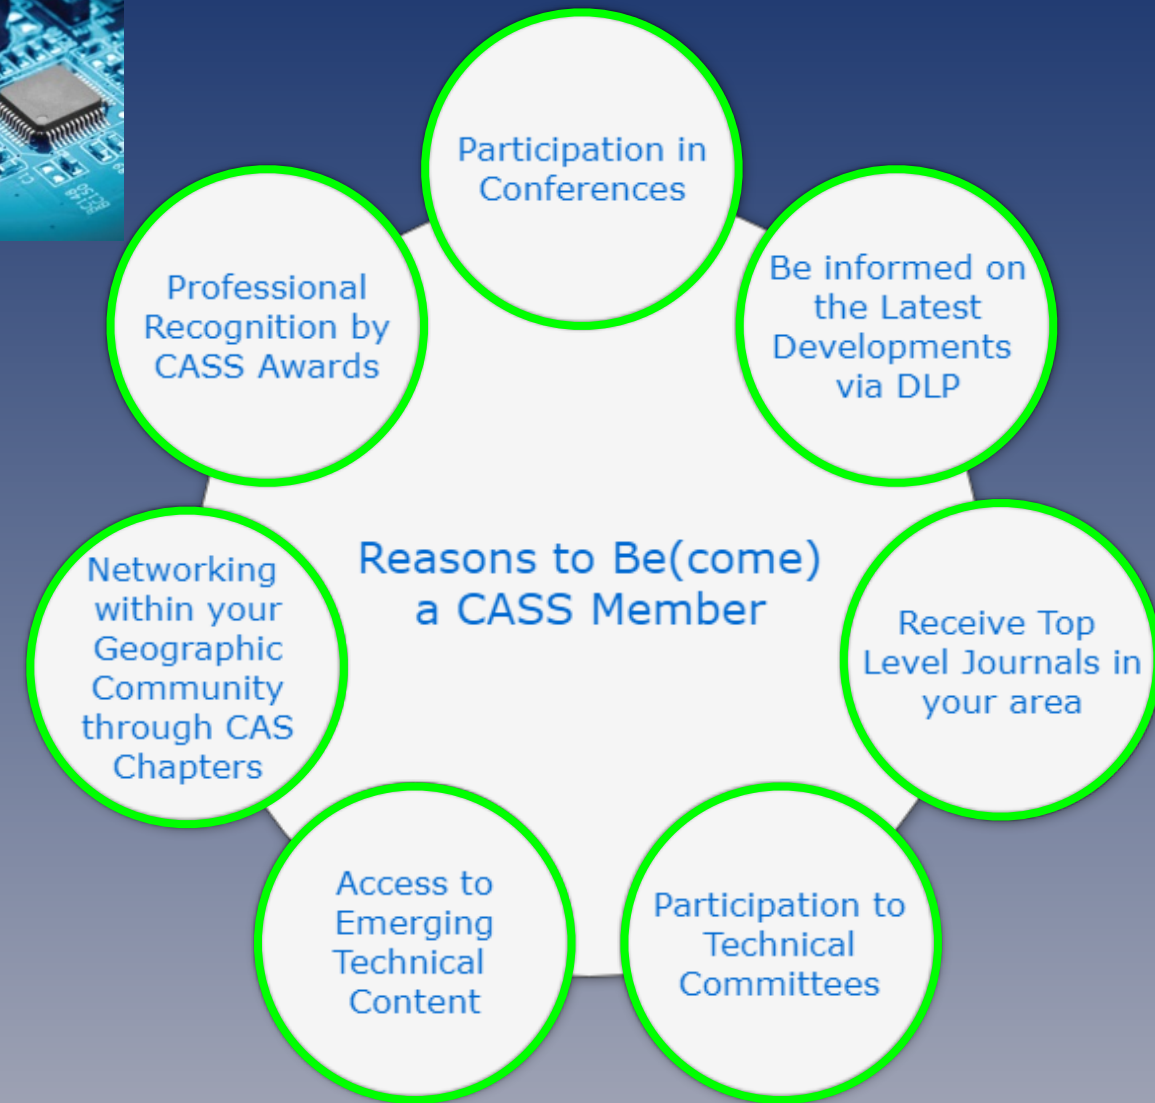 Participation in
Conferences
Be informed on
the Latest
Developments
via DLP
Receive Top
Level Journals in
your area
Participation to
Technical
Committees
Access to
Emerging
Technical
Content
Networking
within your
Geographic
Community
through CAS
Chapters
Professional
Recognition by
CASS Awards
Reasons to Be(come)
a CASS Member